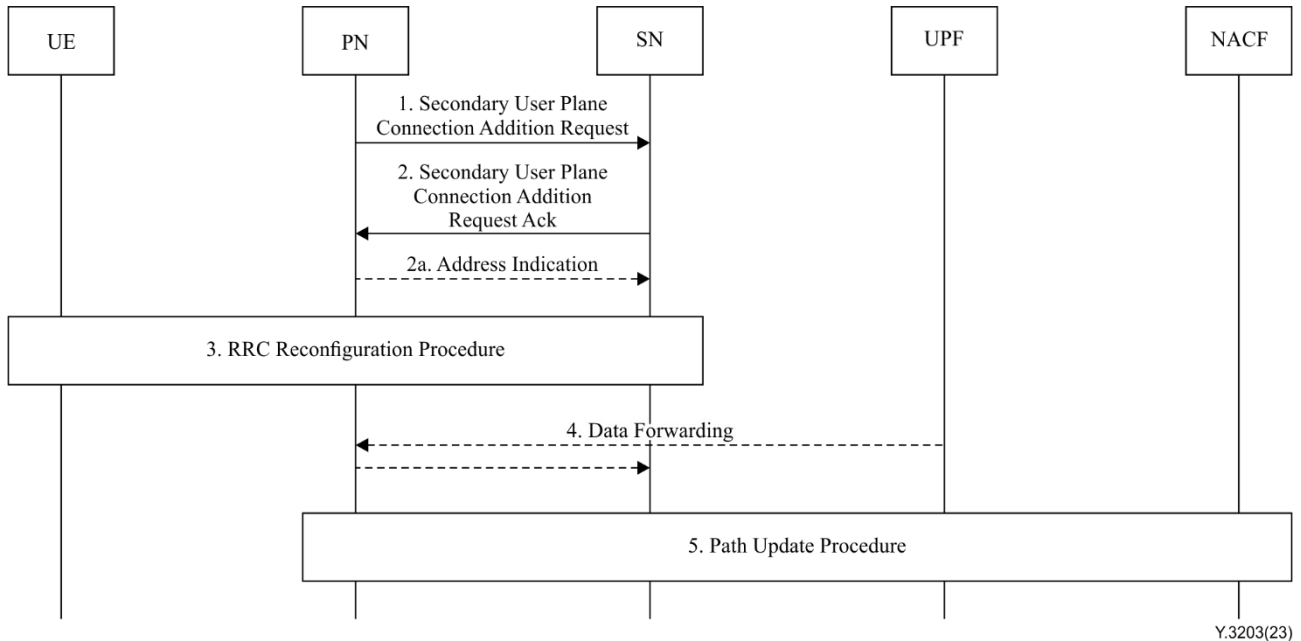 UE
PN
SN
UPF
NACF
1. Secondary User Plane
Connection Addition Request
2. Secondary User Plane
Connection Addition
Request Ack
2a. Address Indication
3. RRC Reconfiguration Procedure
4. Data Forwarding
5. Path Update Procedure
Y.3203(23)